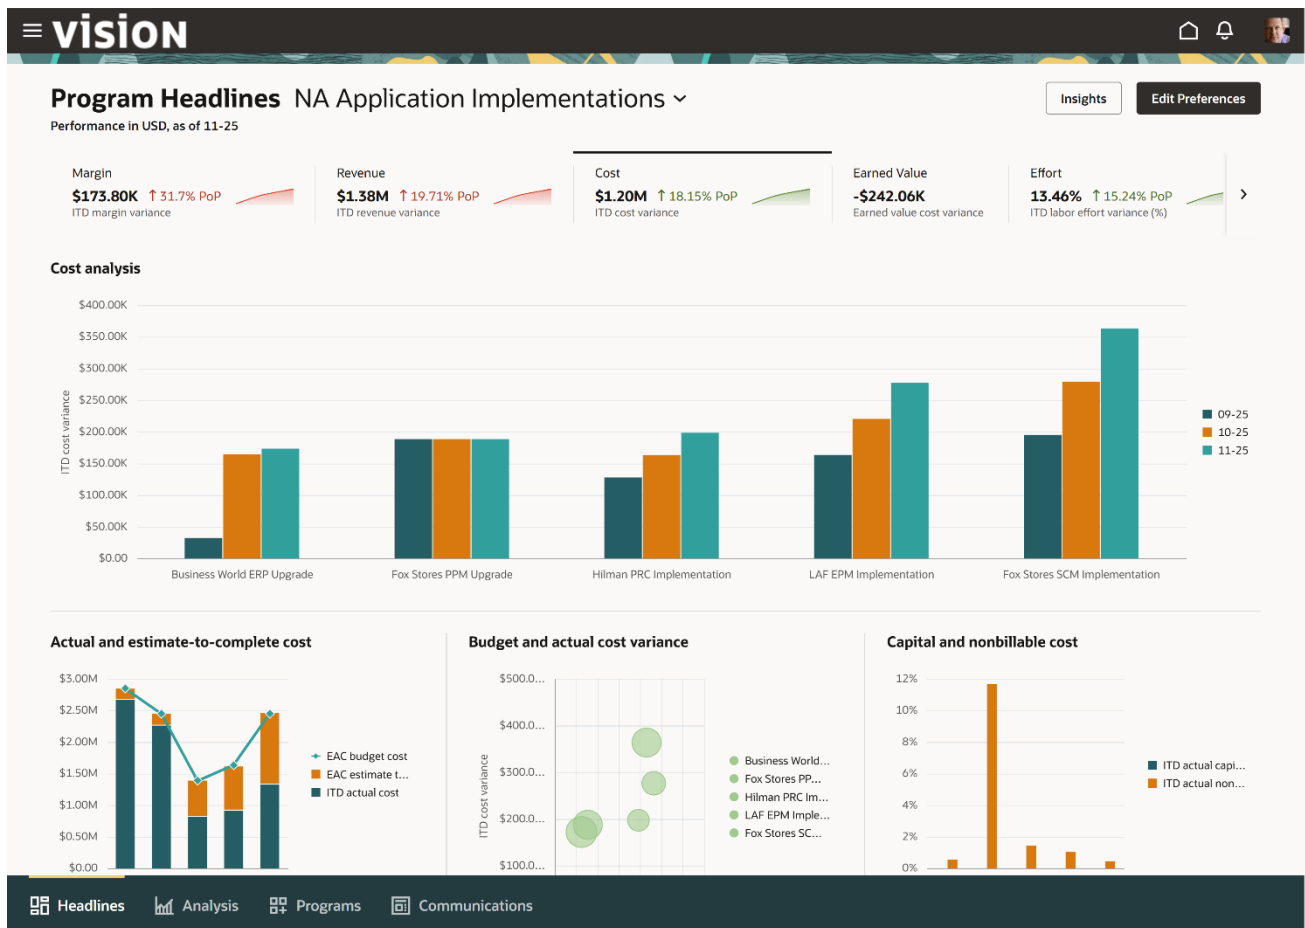 vision
Program Headlines NA Application Implementations
Insights
Edit Preferences
Performance in USD, as of 11-25
Margin
$173.80K ↑ 31.7% PoP
ITD margin variance
Revenue
$1.38M ↑ 19.71% PoP
ITD revenue variance
Cost
$1.20M ↑ 18.15% PoP
ITD cost variance
Earned Value
-$242.06K
Earned value cost variance
Effort
13.46% ↑ 15.24% PoP
ITD labor effort variance (%)
Cost analysis
$400.00K
$350.00K
$300.00K
$250.00K
$200.00K
$150.00K
$100.00K
$50.00K
$0.00
ITD cost variance
Business World ERP Upgrade
Fox Stores PPM Upgrade
Hilman PRC Implementation
LAF EPM Implementation
Fox Stores SCM Implementation
09-25
10-25
11-25
Actual and estimate-to-complete cost
$3.00M
$2.50M
$2.00M
$1.50M
$1.00M
$0.50M
$0.00
EAC budget cost
EAC estimate t...
ITD actual cost
Budget and actual cost variance
$500.0...
$400.0...
$300.0...
$200.0...
$100.0...
ITD cost variance
Business World...
Fox Stores PP...
Hilman PRC Im...
LAF EPM Imple...
Fox Stores SC...
Capital and nonbillable cost
12%
10%
8%
6%
4%
2%
0%
ITD actual capi...
ITD actual non...
Headlines
Analysis
Programs
Communications